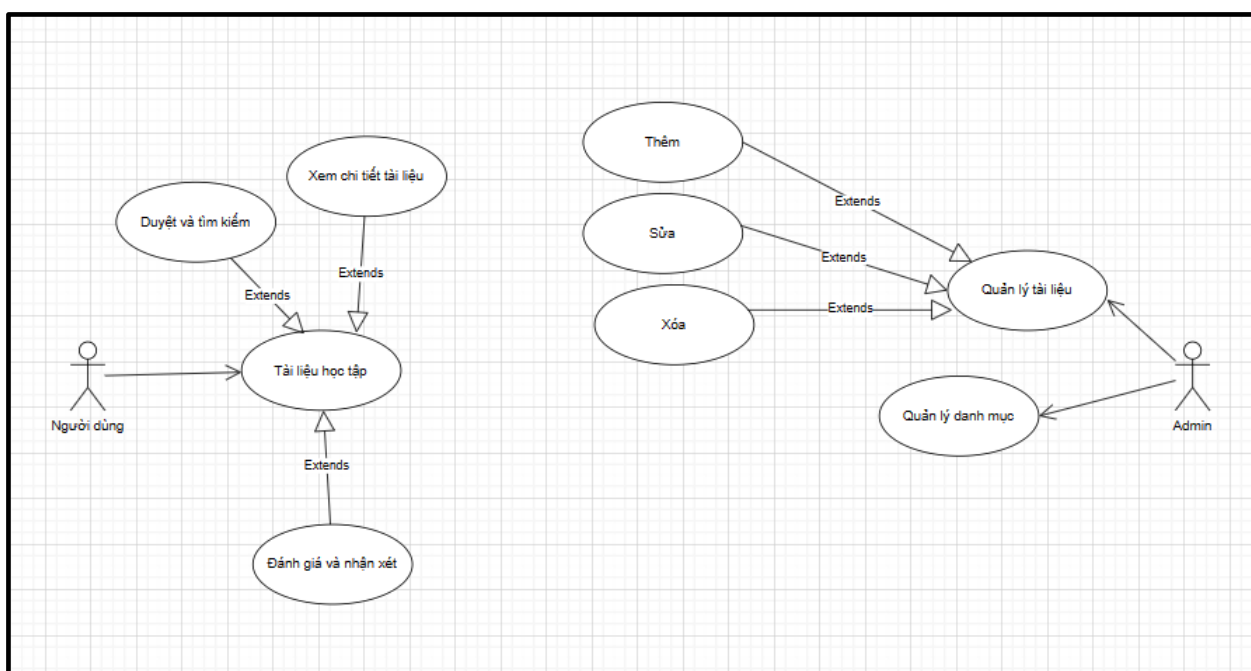 Thêm
Xem chi tiết tài liệu
Duyệt và tìm kiếm
Extends
Sửa
Extends
Extends
Extends
Quản lý tài liệu
Xóa
Extends
Tài liệu học tập
Người dùng
Quản lý danh mục
Admin
Extends
Đánh giá và nhận xét